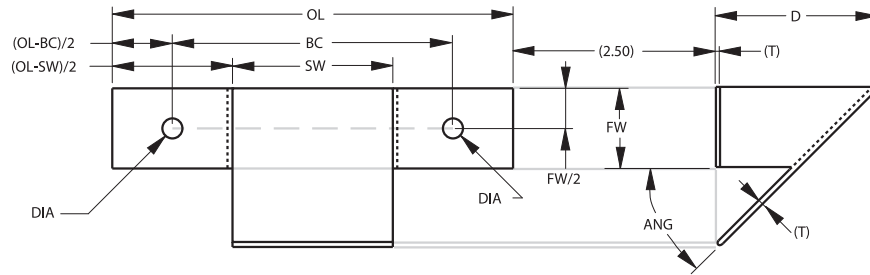 OL
D
(OL-BC)/2
BC
(2.50)
(T)
(OL-SW)/2
SW
FW
FW/2
DIA
DIA
ANG
(T)